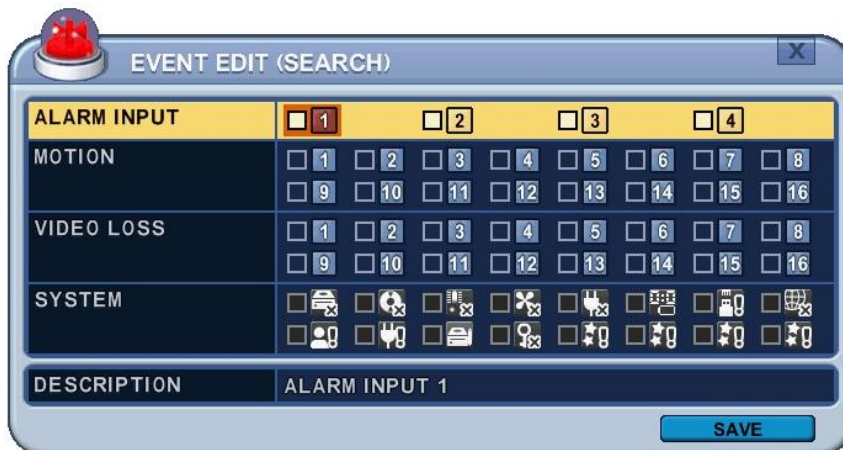 EVENT EDIT (SEARCH)
X
ALARM INPUT 1 2 3 4
MOTION 1 2 3 4 5 6 7 8
9 10 11 12 13 14 15 16
VIDEO LOSS 1 2 3 4 5 6 7 8
9 10 11 12 13 14 15 16
SYSTEM
DESCRIPTION ALARM INPUT 1
SAVE